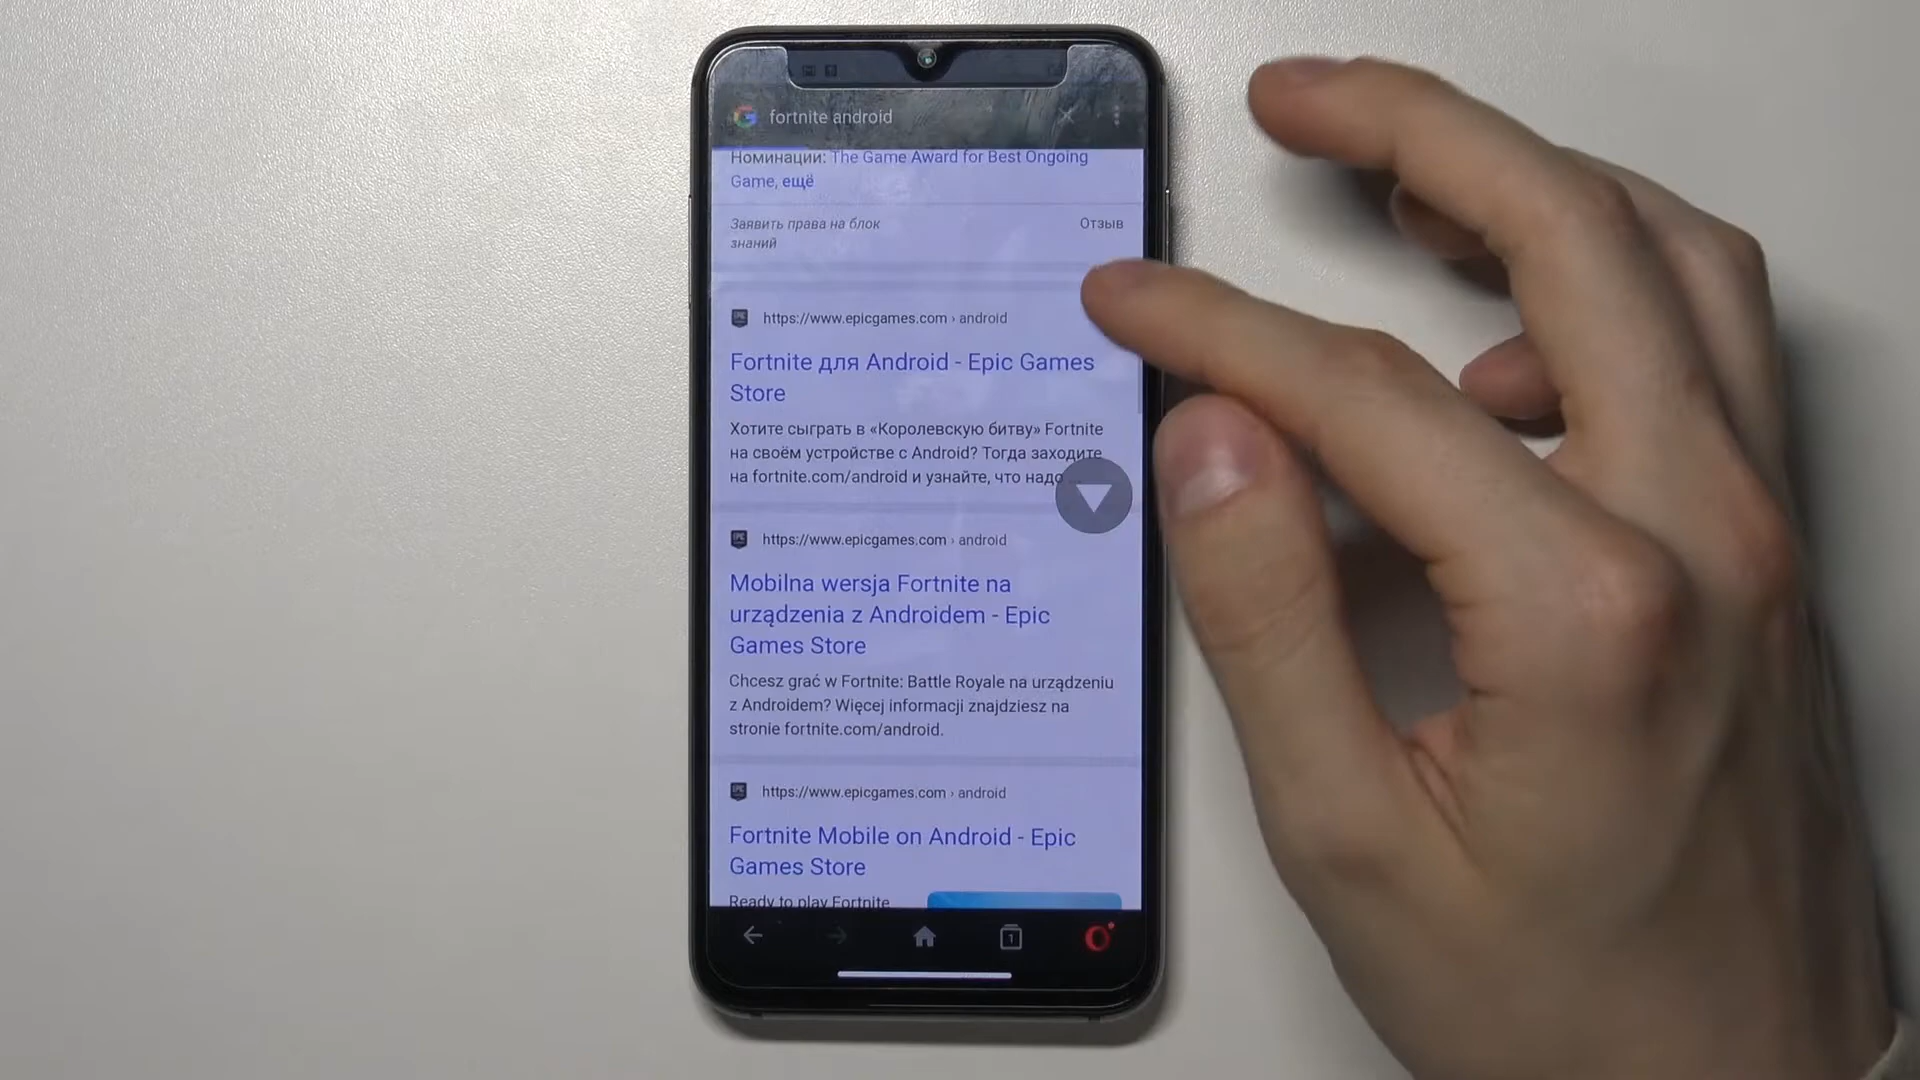 fortnite android
Номинации: The Game Award for Best Ongoing
Game, ещё
Заявить права на блок
знаний
Отзыв
https://www.epicgames.com › android
Fortnite для Android - Epic Games
Store
Хотите сыграть в «Королевскую битву» Fortnite
на своём устройстве с Android? Тогда заходите
на fortnite.com/android и узнайте, что надо ...
https://www.epicgames.com › android
Mobilna wersja Fortnite na
urządzenia z Androidem - Epic
Games Store
Chcesz grać w Fortnite: Battle Royale na urządzeniu
z Androidem? Więcej informacji znajdziesz na
stronie fortnite.com/android.
https://www.epicgames.com › android
Fortnite Mobile on Android - Epic
Games Store
Ready to play Fortnite
1